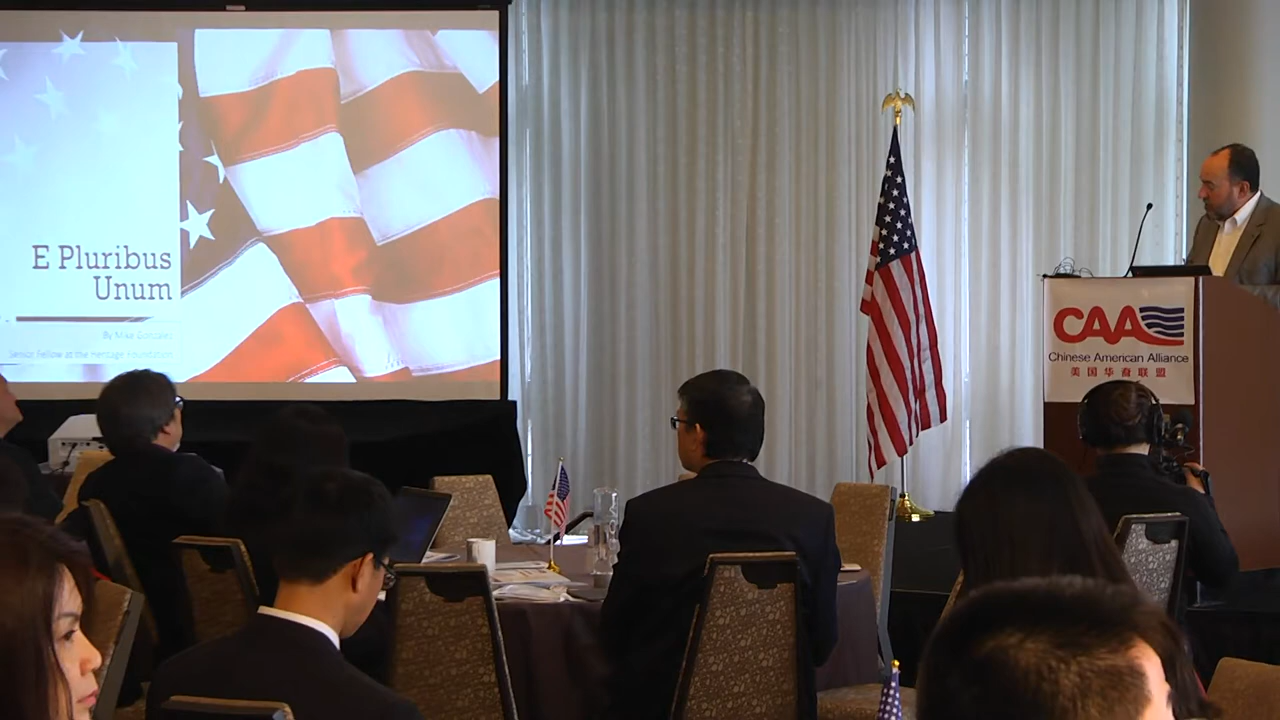 E Pluribus
Unum
By Mike Gonzalez
Senior Fellow at the Heritage Foundation
CAA
Chinese American Alliance
美国华裔联盟